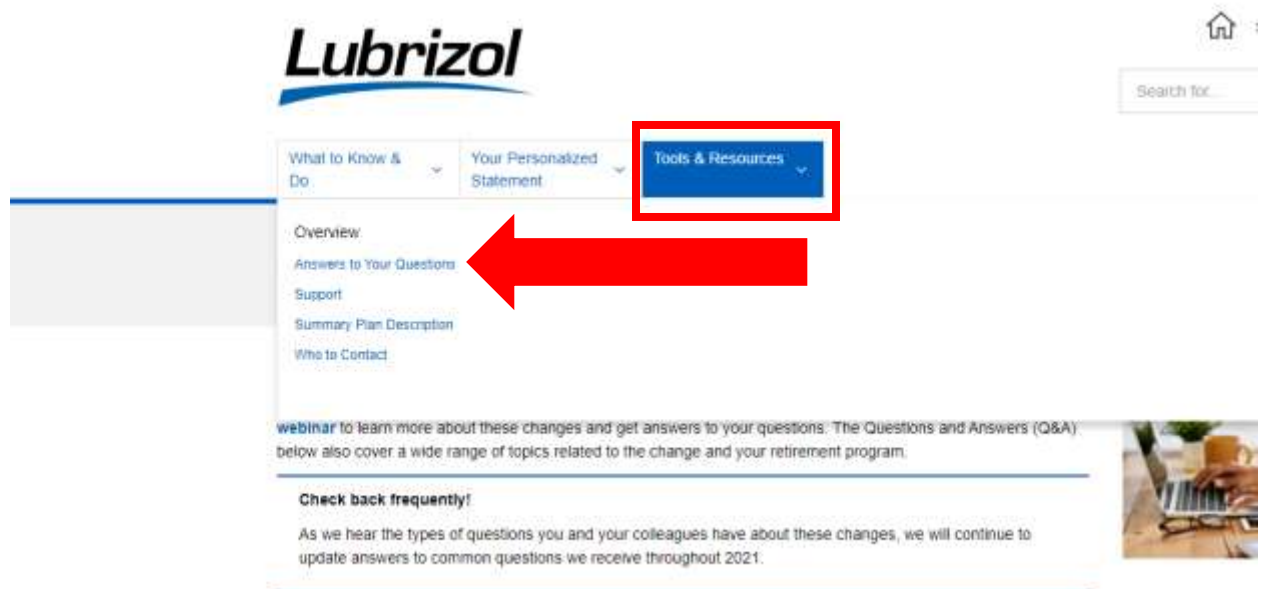 Lubrizol
Search for...
What to Know &
Do
Your Personalized
Statement
Tools & Resources
Overview
Answers to Your Questions
Support
Summary Plan Description
Who to Contact
webinar to learn more about these changes and get answers to your questions. The Questions and Answers (Q&A)
below also cover a wide range of topics related to the change and your retirement program.
Check back frequently!
As we hear the types of questions you and your colleagues have about these changes, we will continue to
update answers to common questions we receive throughout 2021.